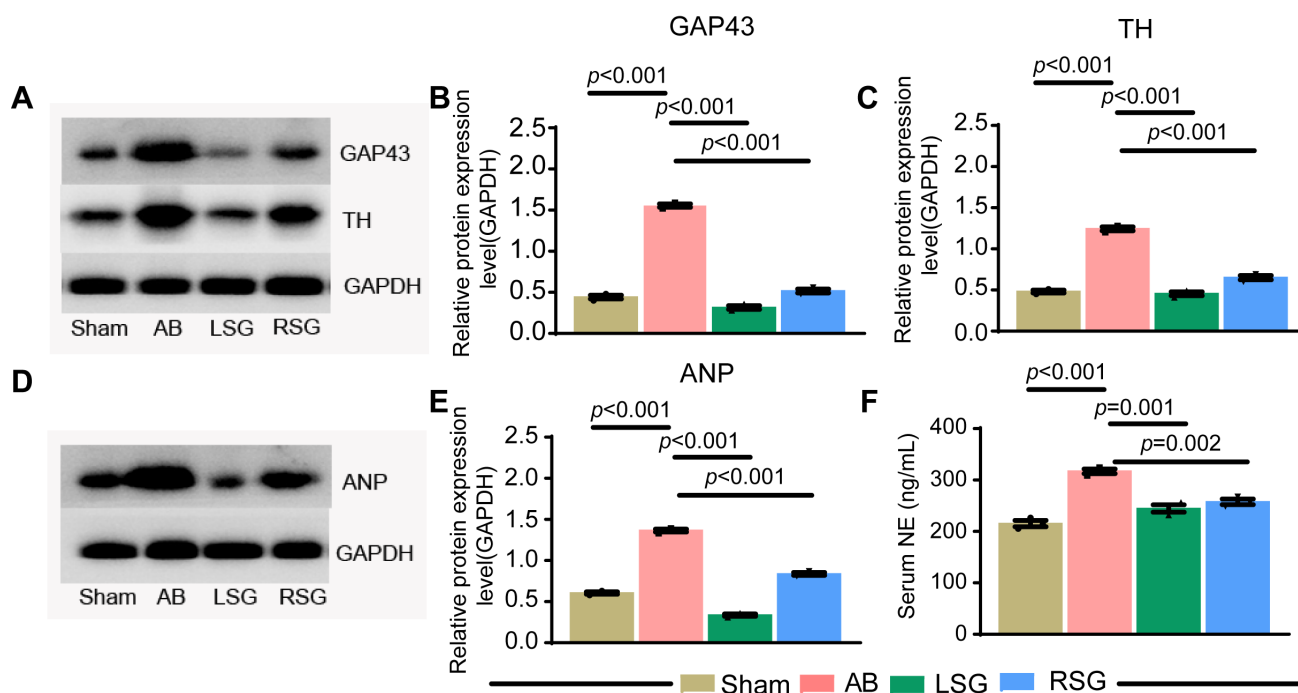 A
GAP43
TH
GAPDH
Sham AB LSG RSG
B
GAP43
p<0.001
p<0.001
p<0.001
Relative protein expression
level(GAPDH)
2.5
2.0
1.5
1.0
0.5
0.0
C
TH
p<0.001
p<0.001
p<0.001
Relative protein expression
level(GAPDH)
2.5
2.0
1.5
1.0
0.5
0.0
D
ANP
GAPDH
Sham AB LSG RSG
E
ANP
p<0.001
p<0.001
p<0.001
Relative protein expression
level(GAPDH)
2.5
2.0
1.5
1.0
0.5
0.0
F
p<0.001
p=0.001
p=0.002
Serum NE (ng/mL)
400
300
200
100
0
Sham AB LSG RSG